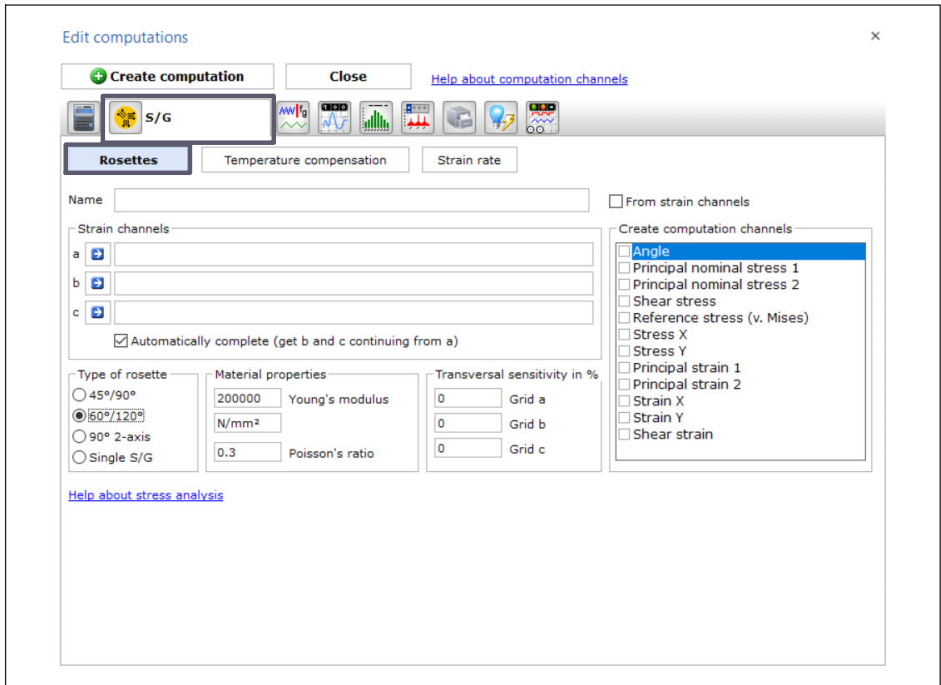 Edit computations
Create computation
Close
Help about computation channels
S/G
Rosettes
Temperature compensation
Strain rate
Name
From strain channels
Strain channels
a
b
c
Automatically complete (get b and c continuing from a)
Create computation channels
Angle
Principal nominal stress 1
Principal nominal stress 2
Shear stress
Reference stress (v. Mises)
Stress X
Stress Y
Principal strain 1
Principal strain 2
Strain X
Strain Y
Shear strain
Type of rosette
45°/90°
60°/120°
90° 2-axis
Single S/G
Material properties
200000 Young's modulus
N/mm²
0.3 Poisson's ratio
Transversal sensitivity in %
0 Grid a
0 Grid b
0 Grid c
Help about stress analysis